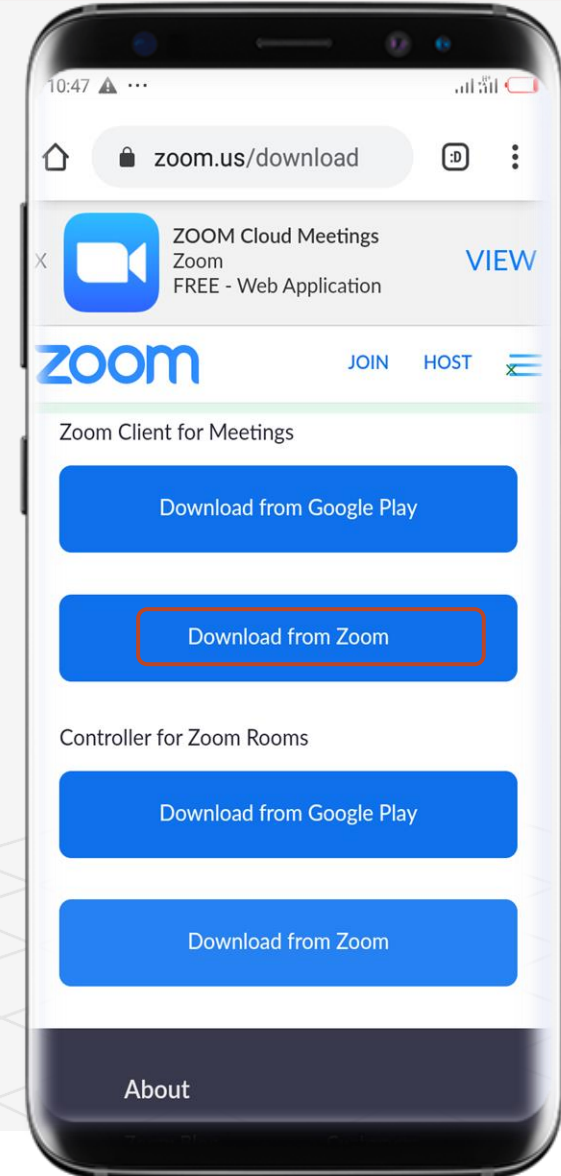 10:47
zoom.us/download
:D
X
ZOOM Cloud Meetings
Zoom
FREE - Web Application
VIEW
zoom
JOIN
HOST
x
Zoom Client for Meetings
Download from Google Play
Download from Zoom
Controller for Zoom Rooms
Download from Google Play
Download from Zoom
About